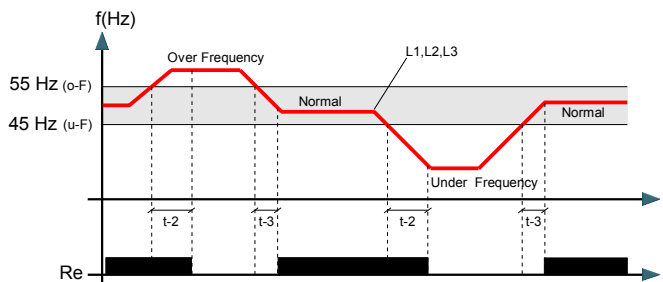 f(Hz)
Over Frequency
L1,L2,L3
55 Hz (o-F)
Normal
Normal
45 Hz (u-F)
Under Frequency
t-2
t-3
t-2
t-3
Re